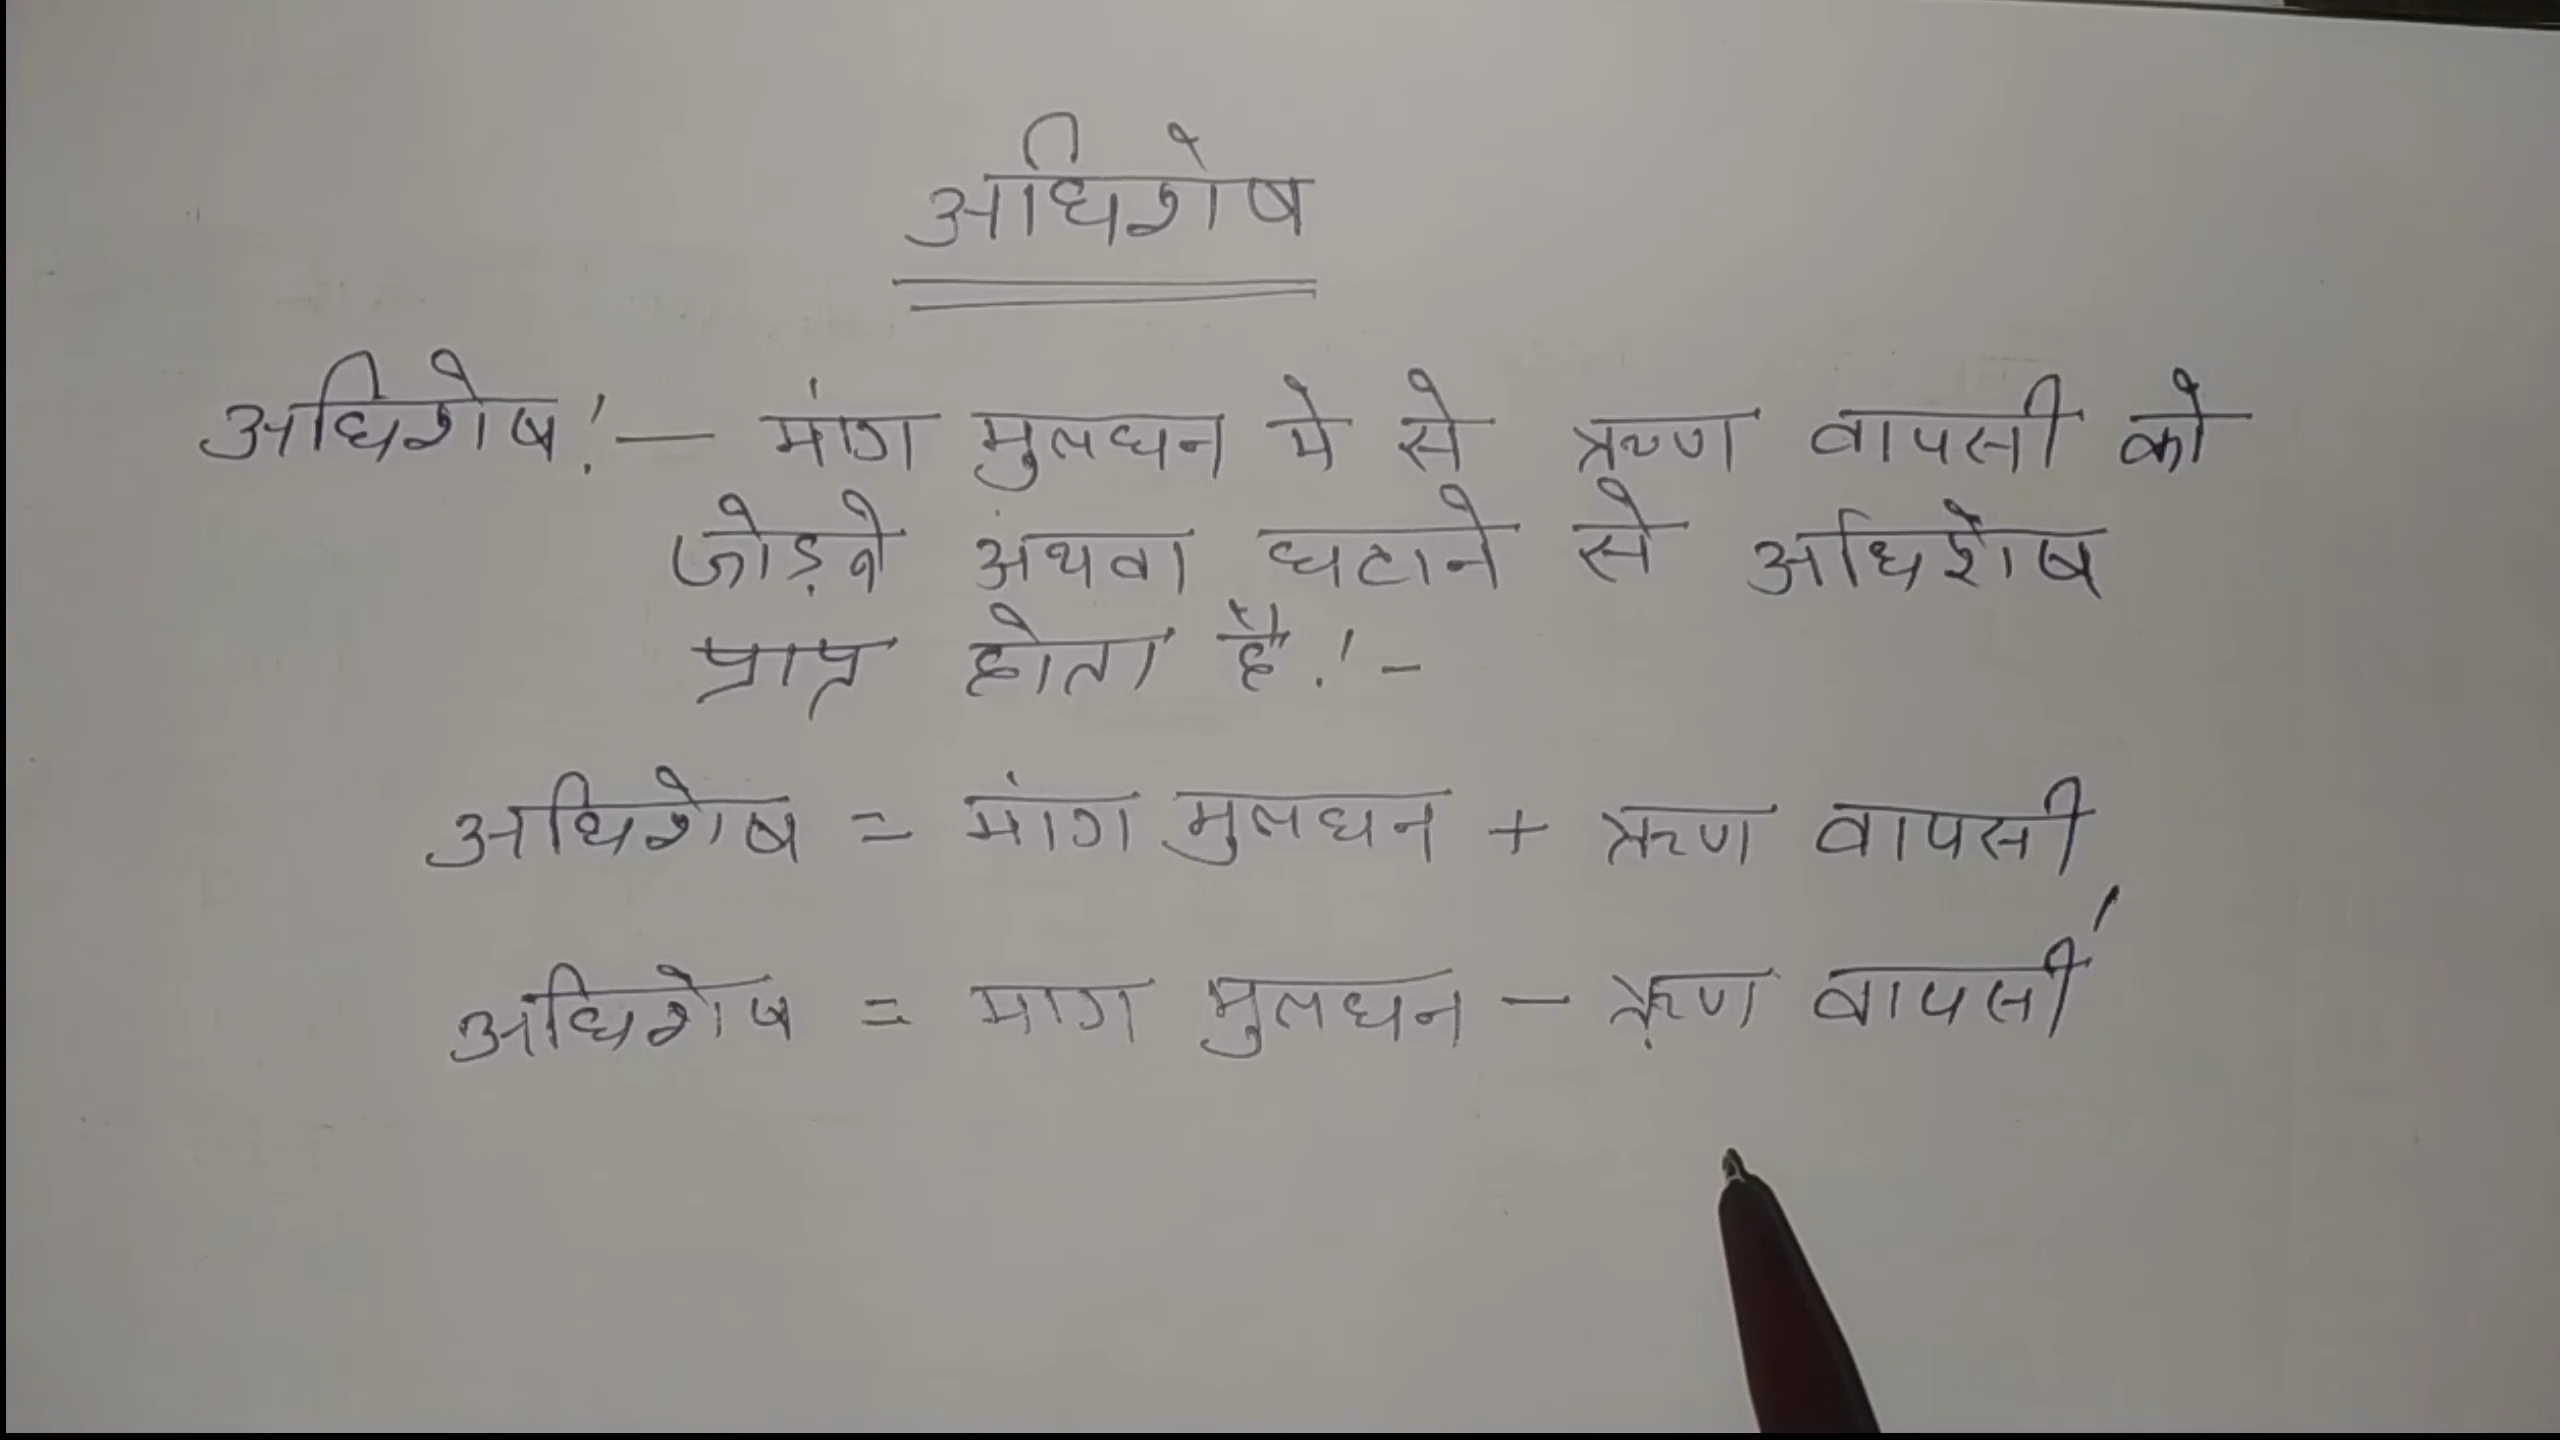 अधिशेष
अधिशेष:- मांग मुलधन मे से ऋण वापसी को
जोड़ने अथवा घटाने से अधिशेष
प्राप्त होता है:-
अधिशेष = मांग मुलधन + ऋण वापसी
अधिशेष = माग मुलधन - ऋण वापसी